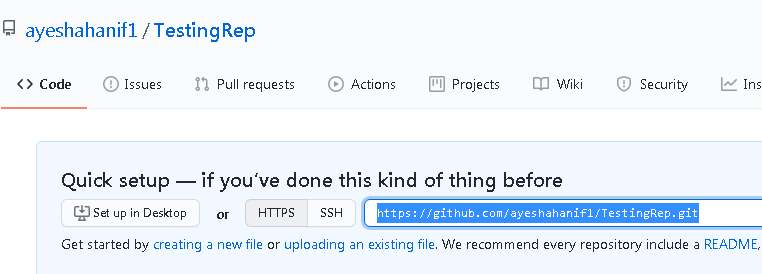 ayeshahanif1 / TestingRep
Code Issues Pull requests Actions Projects Wiki Security Ins
Quick setup — if you've done this kind of thing before
Set up in Desktop or HTTPS SSH https://github.com/ayeshahanif1/TestingRep.git
Get started by creating a new file or uploading an existing file. We recommend every repository include a README,